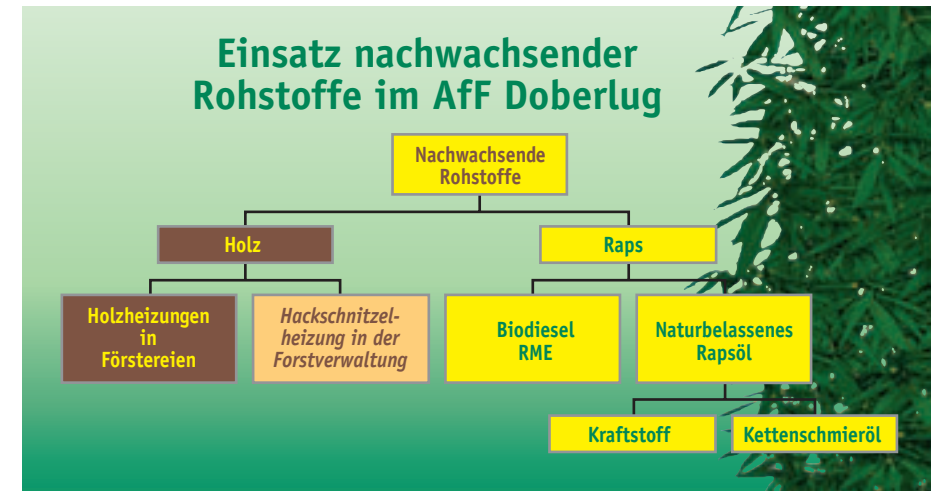 Einsatz nachwachsender
Rohstoffe im AfF Doberlug
Nachwachsende
Rohstoffe
Holz
Raps
Holzheizungen
in
Förstereien
Hackschnitzel-
heizung in der
Forstverwaltung
Biodiesel
RME
Naturbelassenes
Rapsöl
Kraftstoff
Kettenschmieröl